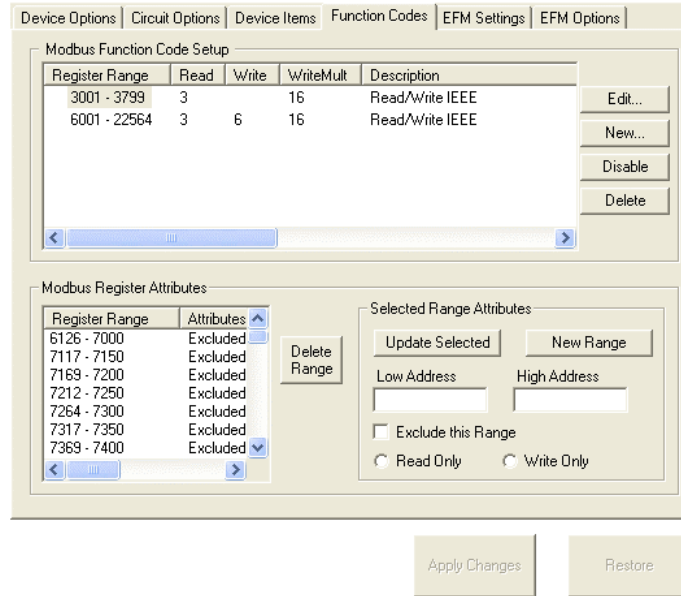 Device Options Circuit Options Device Items Function Codes EFM Settings EFM Options
Modbus Function Code Setup
Register Range Read Write WriteMult Description
3001 - 3799 3 16 Read/Write IEEE
6001 - 22564 3 6 16 Read/Write IEEE
Edit...
New...
Disable
Delete
Modbus Register Attributes
Register Range Attributes
6126 - 7000 Excluded
7117 - 7150 Excluded
7169 - 7200 Excluded
7212 - 7250 Excluded
7264 - 7300 Excluded
7317 - 7350 Excluded
7369 - 7400 Excluded
Delete
Range
Selected Range Attributes
Update Selected New Range
Low Address High Address
Exclude this Range
Read Only Write Only
Apply Changes Restore